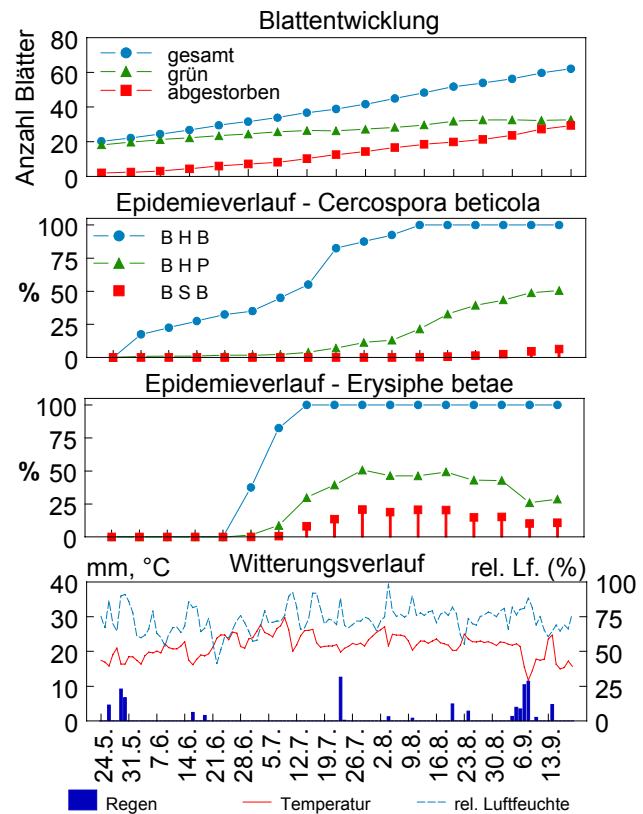 Blattentwicklung
Anzahl Blätter
80
60
40
20
0
gesamt
grün
abgestorben
Epidemieverlauf - Cercospora beticola
%
100
75
50
25
0
B H B
B H P
B S B
Epidemieverlauf - Erysiphe betae
%
100
75
50
25
0
mm, °C Witterungsverlauf rel. Lf. (%)
40
30
20
10
0
100
75
50
25
0
24.5. 31.5. 7.6. 14.6. 21.6. 28.6. 5.7. 12.7. 19.7. 26.7. 2.8. 9.8. 16.8. 23.8. 30.8. 6.9. 13.9.
Regen Temperatur rel. Luftfeuchte